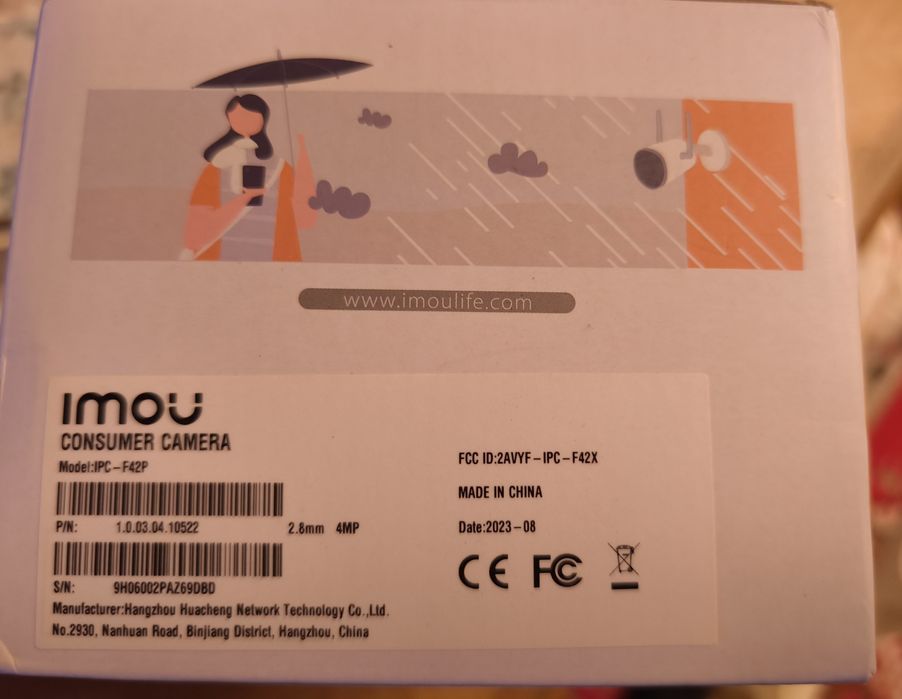 www.imoulife.com
imou
CONSUMER CAMERA
Model:IPC-F42P
P/N: 1.0.03.04.10522 2.8mm 4MP
S/N: 9H06002PAZ69DBD
Manufacturer:Hangzhou Huacheng Network Technology Co.,Ltd.
No.2930, Nanhuan Road, Binjiang District, Hangzhou, China
FCC ID:2AVYF-IPC-F42X
MADE IN CHINA
Date:2023-08
CE FC